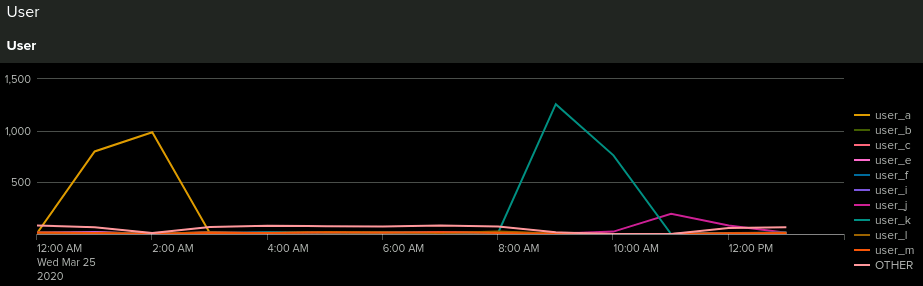 User
User
1,500
1,000
500
12:00 AM 2:00 AM 4:00 AM 6:00 AM 8:00 AM 10:00 AM 12:00 PM
Wed Mar 25
2020
user_a
user_b
user_c
user_e
user_f
user_i
user_j
user_k
user_l
user_m
OTHER